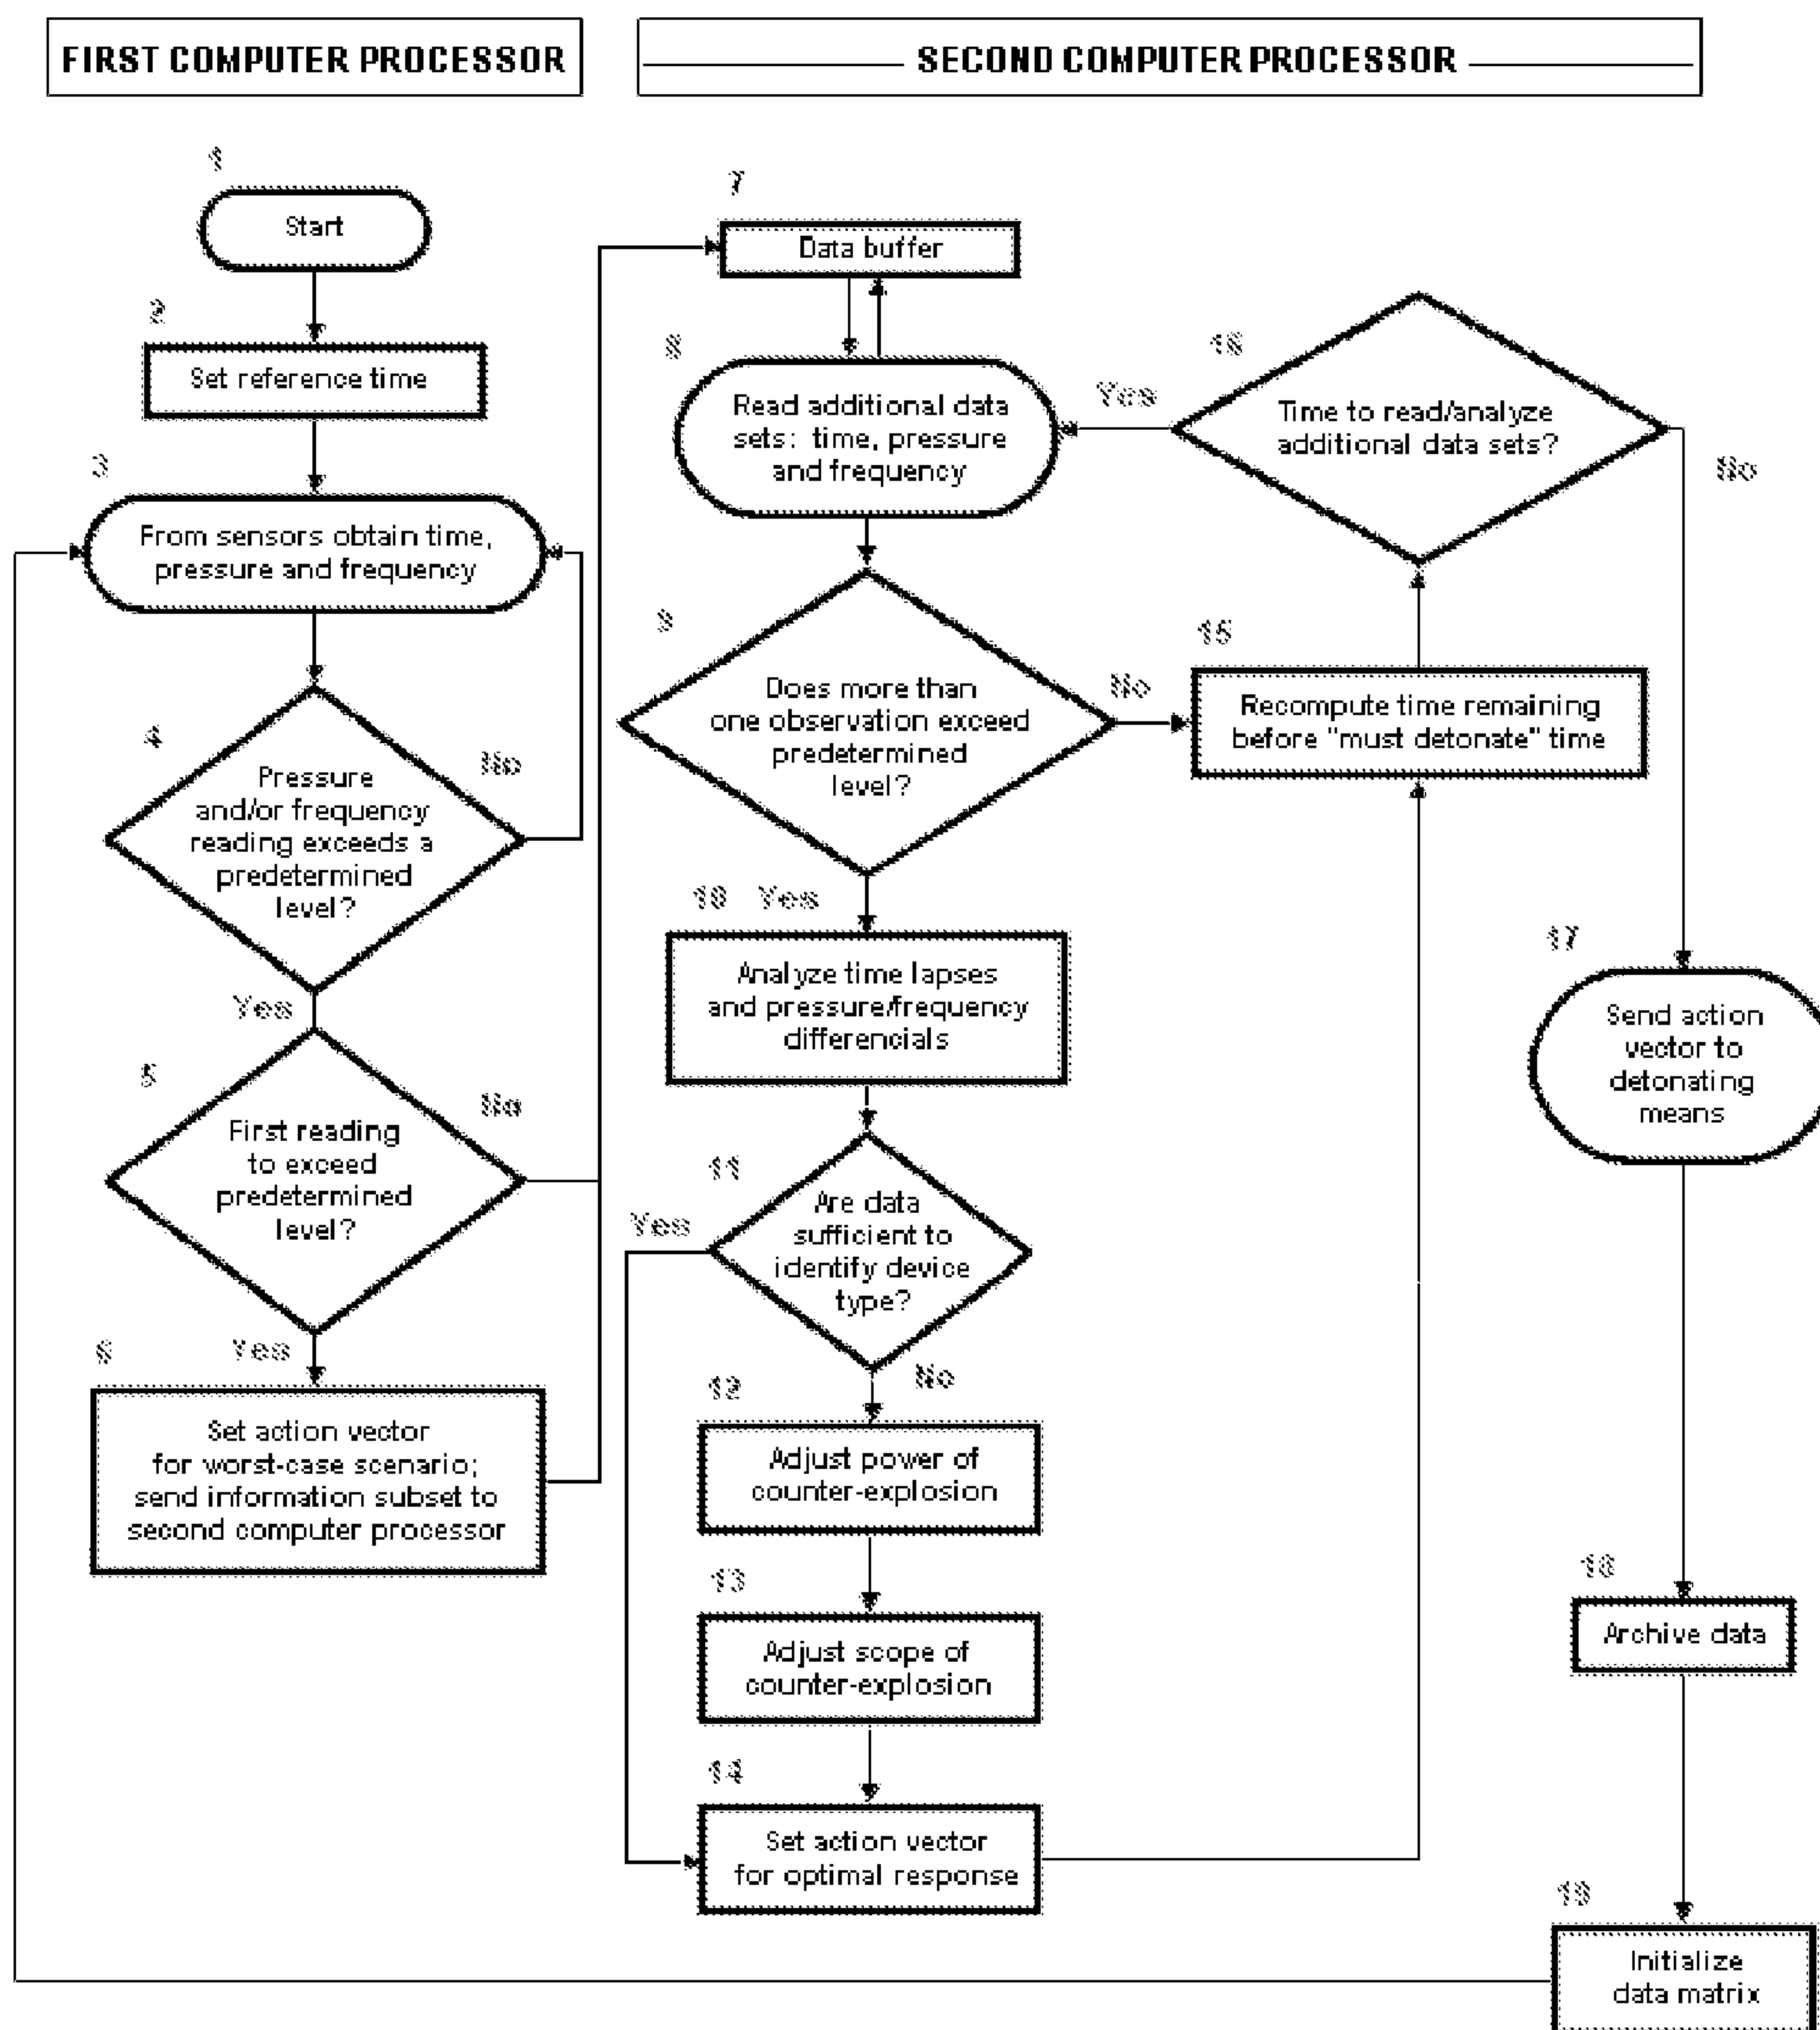 FIRST COMPUTER PROCESSOR
SECOND COMPUTER PROCESSOR
1
Start
2
Set reference time
3
From sensors obtain time,
pressure and frequency
4
Pressure
and/or frequency
reading exceeds a
predetermined
level?
No
Yes
5
First reading
to exceed
predetermined
level?
No
Yes
6
Set action vector
for worst-case scenario;
send information subset to
second computer processor
7
Data buffer
8
Read additional data
sets: time, pressure
and frequency
9
Does more than
one observation exceed
predetermined
level?
No
10 Yes
Analyze time lapses
and pressure/frequency
differencials
11
Are data
sufficient to
identify device
type?
Yes
No
12
Adjust power of
counter-explosion
13
Adjust scope of
counter-explosion
14
Set action vector
for optimal response
15
Recompute time remaining
before "must detonate" time
16
Time to read/analyze
additional data sets?
Yes
No
17
Send action
vector to
detonating
means
18
Archive data
19
Initialize
data matrix